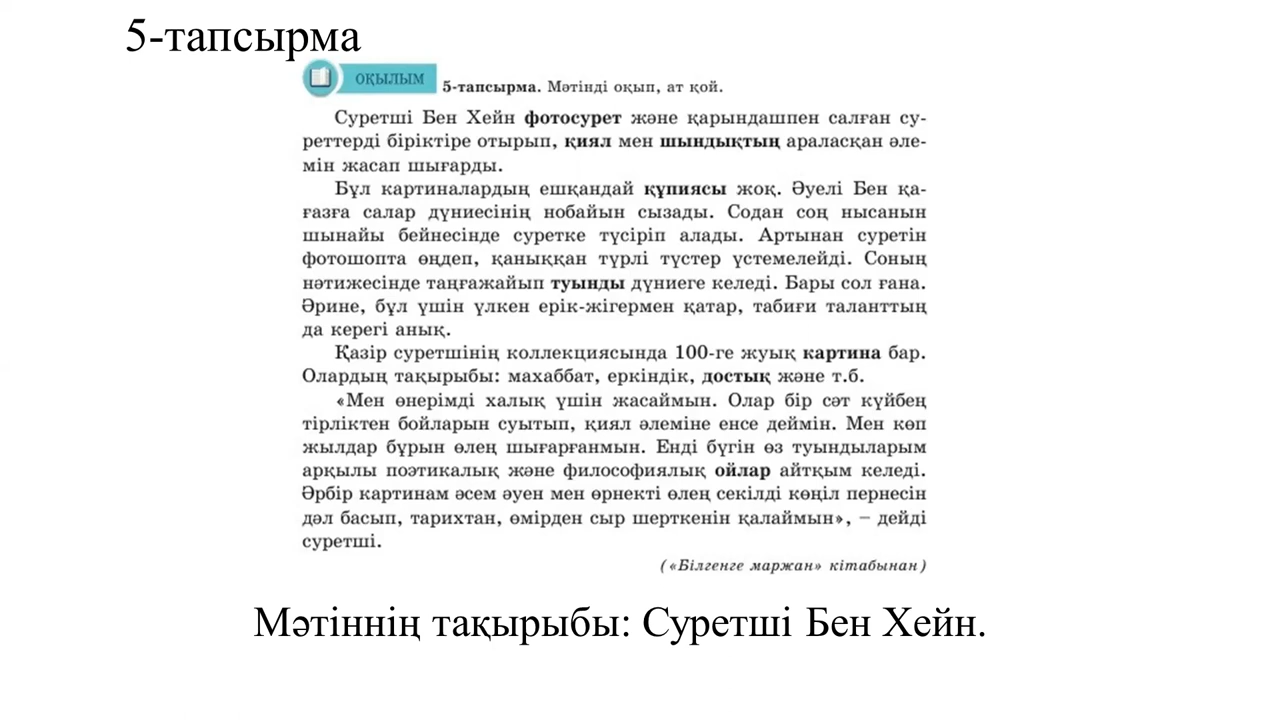 5-тапсырма
ОҚЫЛЫМ
5-тапсырма. Мәтінді оқып, ат қой.
Суретші Бен Хейн фотосурет және қарындашпен салған су-
реттерді біріктіре отырып, қиял мен шындықтың араласқан әле-
мін жасап шығарды.
Бұл картиналардың ешқандай құпиясы жоқ. Әуелі Бен қа-
ғазға салар дүниесінің нобайын сызады. Содан соң нысанын
шынайы бейнесінде суретке түсіріп алады. Артынан суретін
фотошопта өңдеп, қаныққан түрлі түстер үстемелейді. Соның
нәтижесінде таңғажайып туынды дүниеге келеді. Бары сол ғана.
Әрине, бұл үшін үлкен ерік-жігермен қатар, табиғи таланттың
да керегі анық.
Қазір суретшінің коллекциясында 100-ге жуық картина бар.
Олардың тақырыбы: махаббат, еркіндік, достық және т.б.
«Мен өнерімді халық үшін жасаймын. Олар бір сәт күйбең
тірліктен бойларын суытып, қиял әлеміне енсе деймін. Мен көп
жылдар бұрын өлең шығарғанмын. Енді бүгін өз туындыларым
арқылы поэтикалық және философиялық ойлар айтқым келеді.
Әрбір картинам әсем әуен мен өрнекті өлең секілді көңіл пернесін
дәл басып, тарихтан, өмірден сыр шерткенін қалаймын», – дейді
суретші.
(«Білгенге маржан» кітабынан)
Мәтіннің тақырыбы: Суретші Бен Хейн.